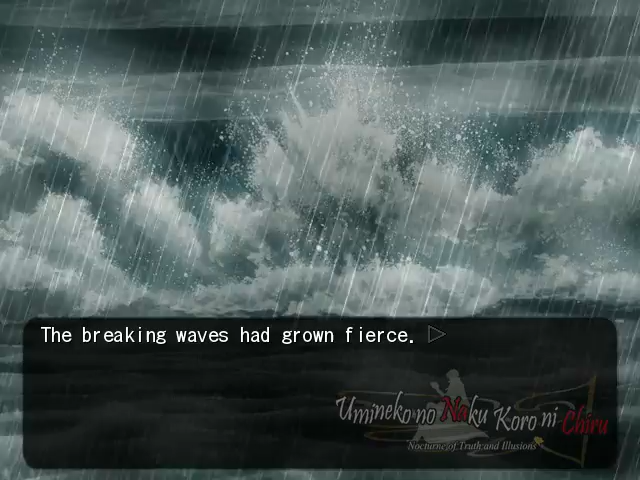 The breaking waves had grown fierce.
Umineko no Naku Koro ni Chiru
Nocturne of Truth and Illusions